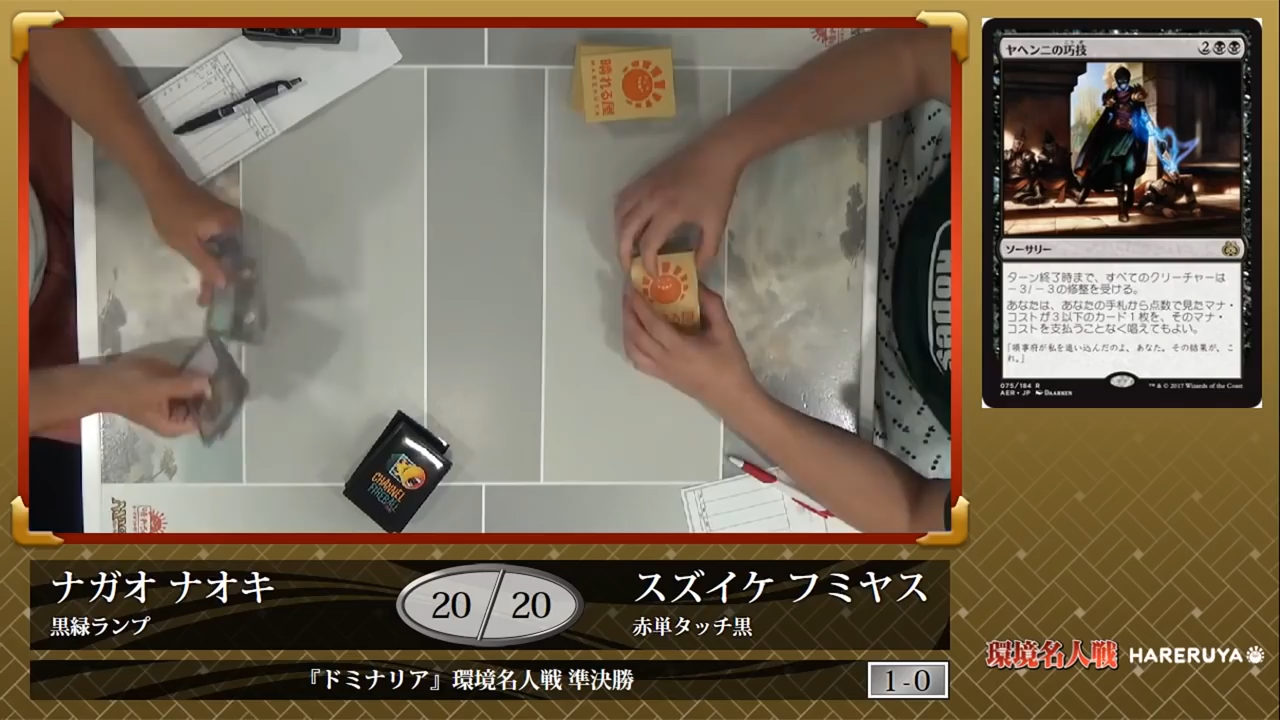 晴れる屋
HARERUYA
CHANNEL
FIREBALL
ヤヘンニの巧技
2
ソーサリー
ターン終了時まで、すべてのクリーチャーは
-3/-3の修整を受ける。
あなたは、あなたの手札から点数で見たマナ・
コストが3以下のカード1枚を、そのマナ・
コストを支払うことなく唱えてもよい。
「領事府が私を追い込んだのよ、あなた。その結果が、こ
れ。」
075/184 R
AER・JP DAARKEN
™ & © 2017 Wizards of the Coast
ナガオ ナオキ
黒緑ランプ
20/20
スズイケ フミヤス
赤単タッチ黒
『ドミナリア』環境名人戦 準決勝
1-0
環境名人戦 HARERUYA